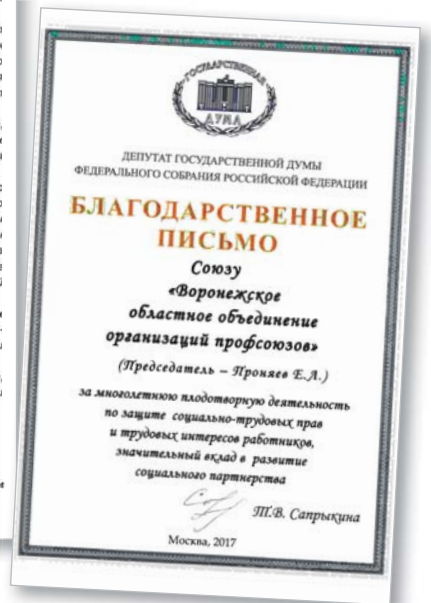 ГОСУДАРСТВЕННАЯ
ДУМА
ДЕПУТАТ ГОСУДАРСТВЕННОЙ ДУМЫ
ФЕДЕРАЛЬНОГО СОБРАНИЯ РОССИЙСКОЙ ФЕДЕРАЦИИ
БЛАГОДАРСТВЕННОЕ
ПИСЬМО
Союзу
«Воронежское
областное объединение
организаций профсоюзов»
(Председатель – Проняев Е.Л.)
за многолетнюю плодотворную деятельность
по защите социально-трудовых прав
и трудовых интересов работников,
значительный вклад в развитие
социального партнерства
Т.В. Сапрыкина
Москва, 2017